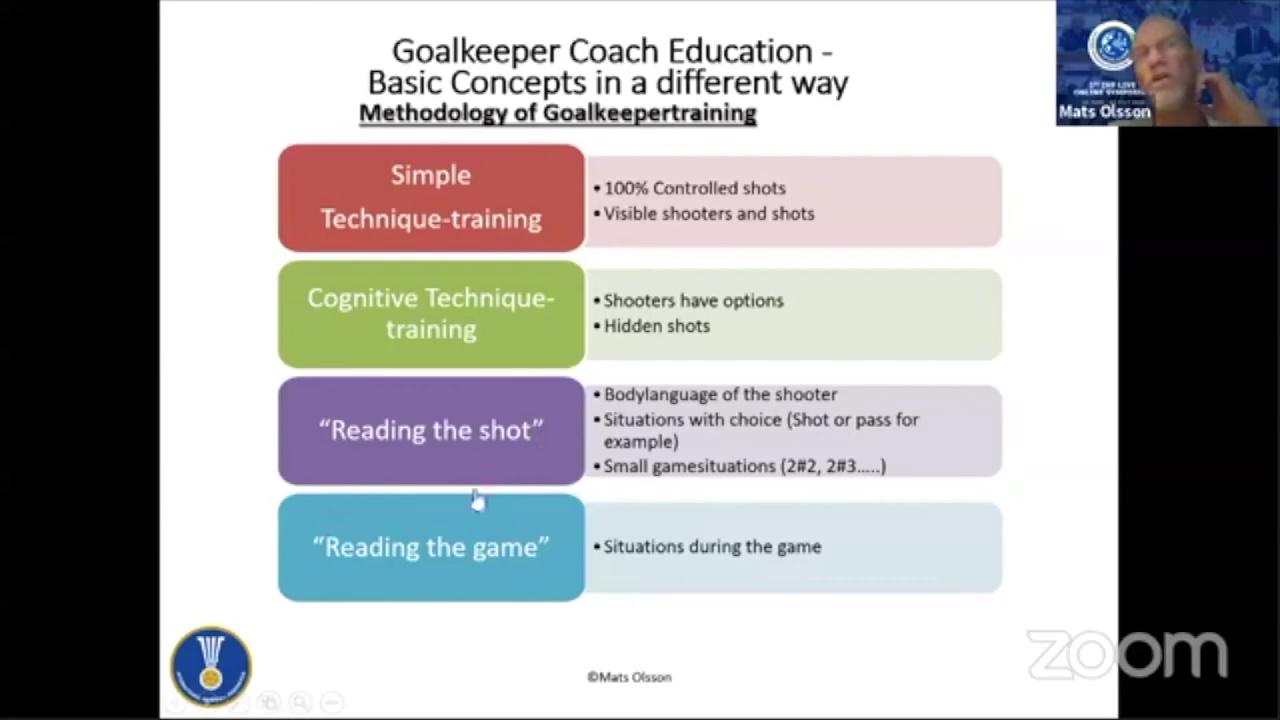 Goalkeeper Coach Education -
Basic Concepts in a different way
Methodology of Goalkeepertraining
Simple
Technique-training
• 100% Controlled shots
• Visible shooters and shots
Cognitive Technique-
training
• Shooters have options
• Hidden shots
“Reading the shot”
• Bodylanguage of the shooter
• Situations with choice (Shot or pass for
example)
• Small gamesituations (2#2, 2#3.....)
“Reading the game”
• Situations during the game
©Mats Olsson
Mats Olsson
zoom